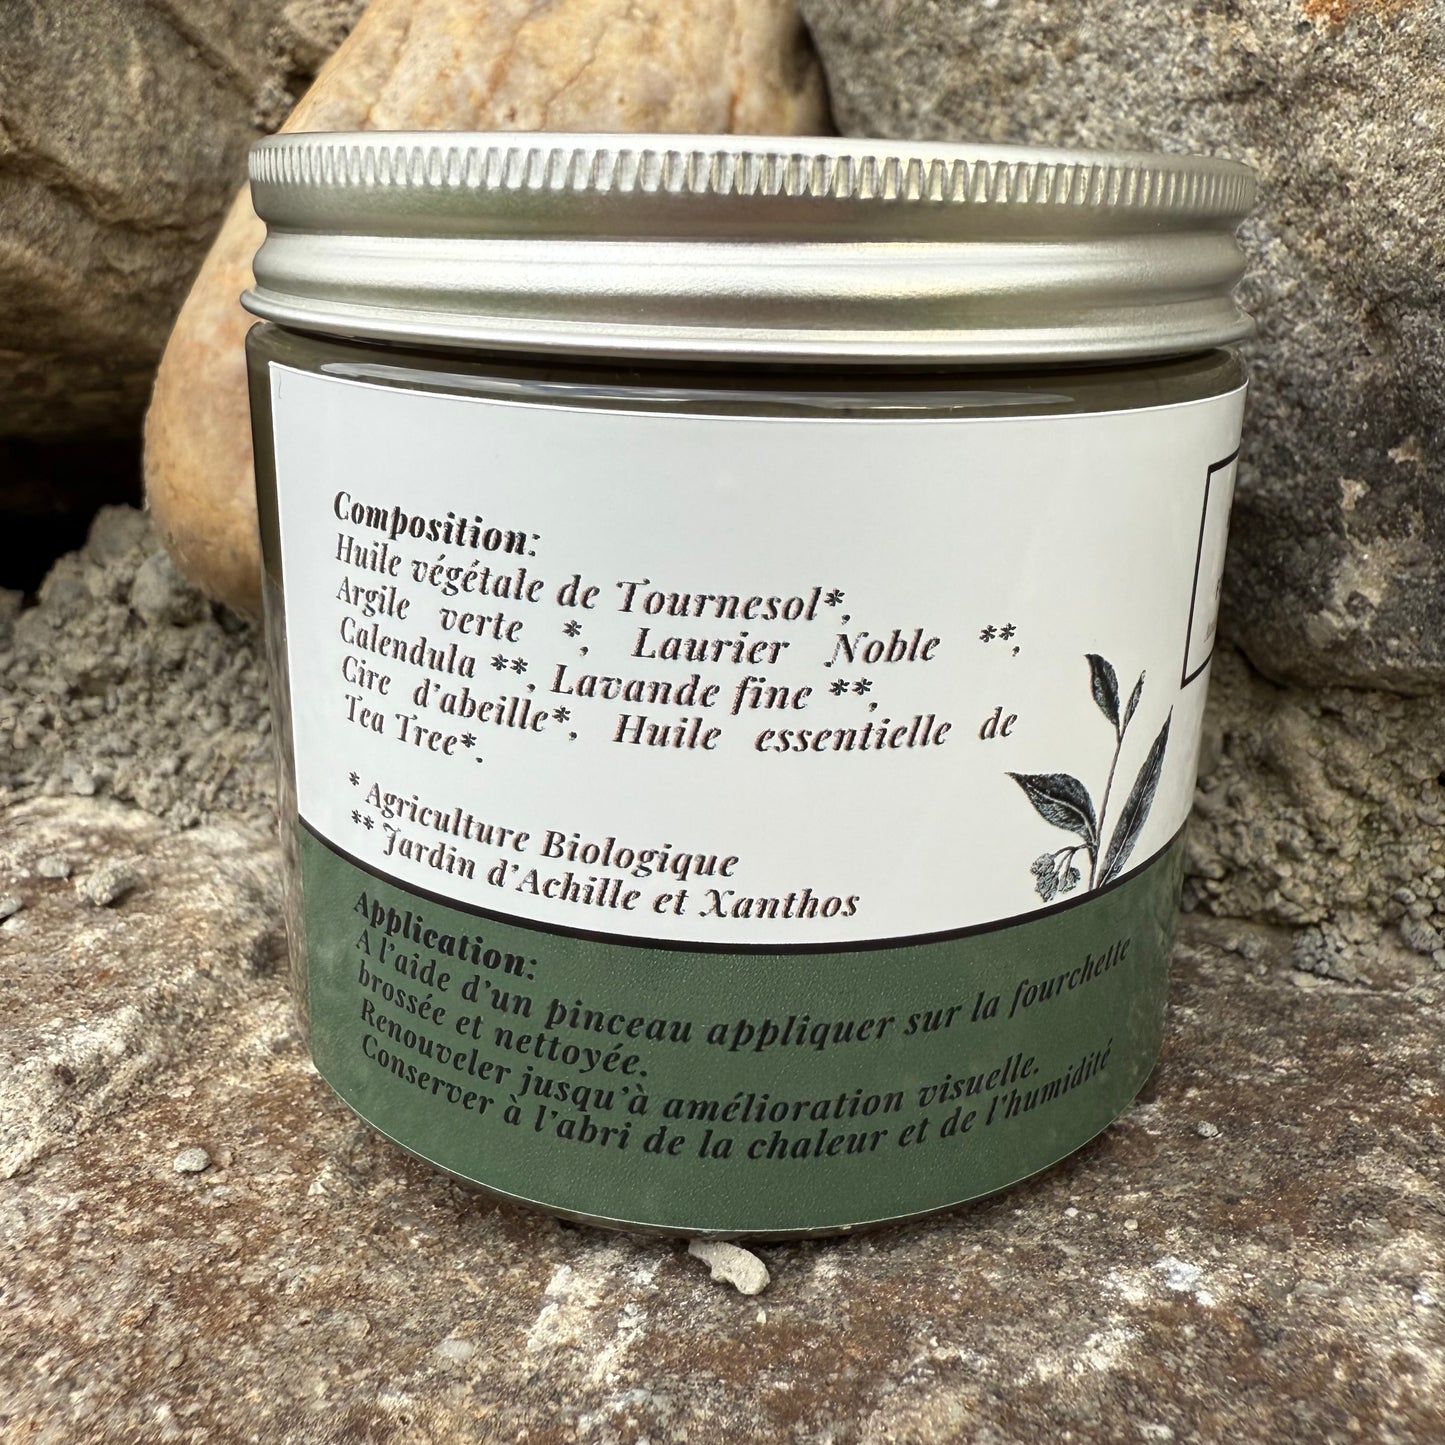 Composition:
Huile végétale de Tournesol*,
Argile verte *, Laurier Noble **,
Calendula **, Lavande fine **,
Cire d'abeille*, Huile essentielle de
Tea Tree*.
* Agriculture Biologique
** Jardin d'Achille et Xanthos
Application:
A l'aide d'un pinceau appliquer sur la fourchette
brossée et nettoyée.
Renouveler jusqu'à amélioration visuelle.
Conserver à l'abri de la chaleur et de l'humidité